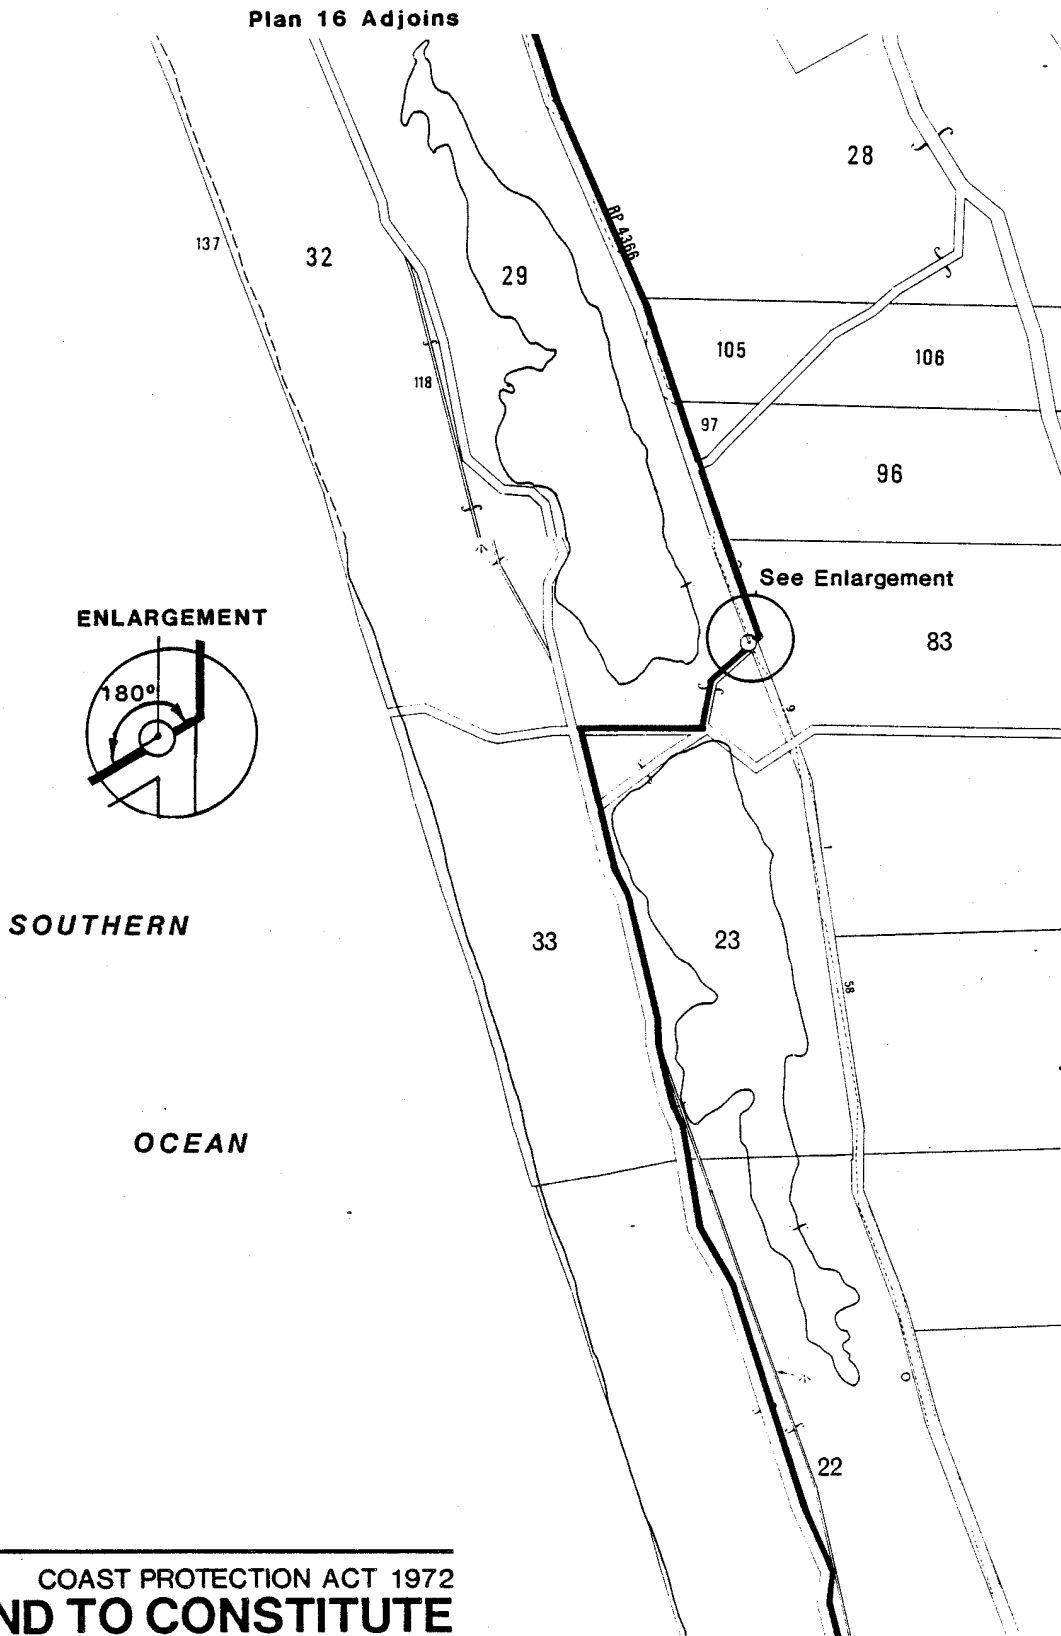 Plan 16 Adjoins
28
137
32
29
RP 4366
105
106
118
97
96
See Enlargement
ENLARGEMENT
180°
83
9
SOUTHERN
33
23
58
OCEAN
22
COAST PROTECTION ACT 1972
ND TO CONSTITUTE